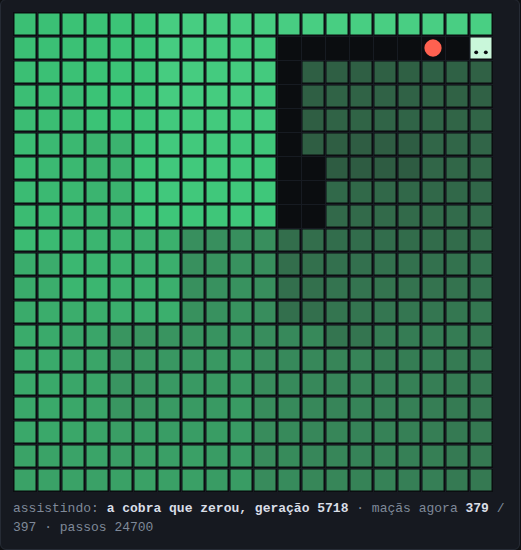 assistindo: a cobra que zerou, geração 5718 · maçãs agora 379 /
397 · passos 24700